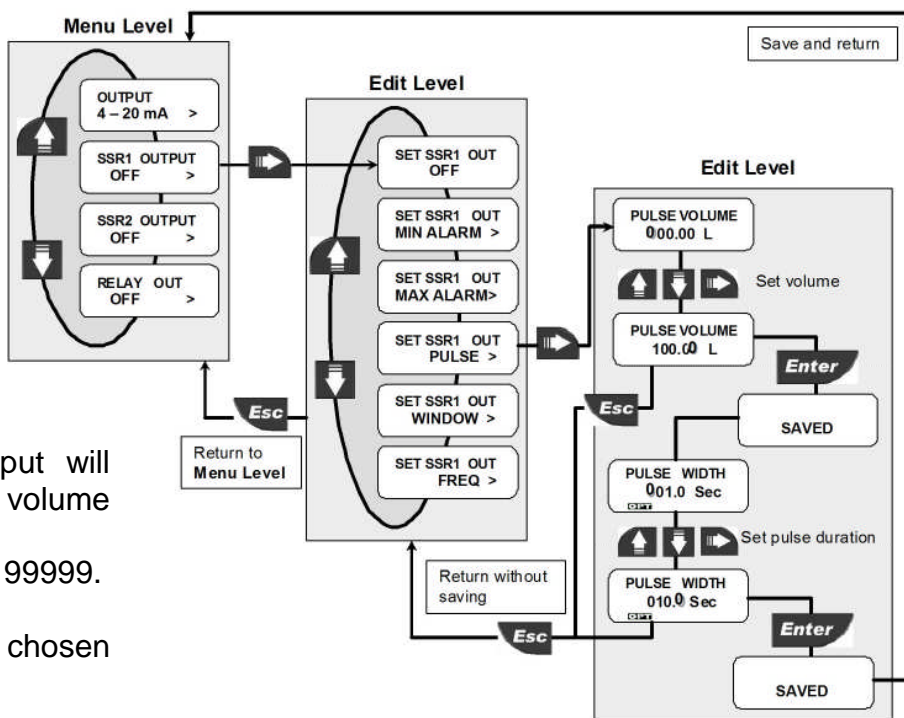 Menu Level
Save and return
OUTPUT
4 – 20 mA >
SSR1 OUTPUT
OFF >
SSR2 OUTPUT
OFF >
RELAY OUT
OFF >
Edit Level
SET SSR1 OUT
OFF
SET SSR1 OUT
MIN ALARM >
SET SSR1 OUT
MAX ALARM>
SET SSR1 OUT
PULSE >
SET SSR1 OUT
WINDOW >
SET SSR1 OUT
FREQ >
Esc
Return to
Menu Level
Edit Level
PULSE VOLUME
000.00 L
Set volume
PULSE VOLUME
100.00 L
Enter
Esc
SAVED
PULSE WIDTH
001.0 Sec
OPT
Set pulse duration
PULSE WIDTH
010.0 Sec
OPT
Enter
SAVED
Return without
saving
Esc
put will
volume
99999.
chosen